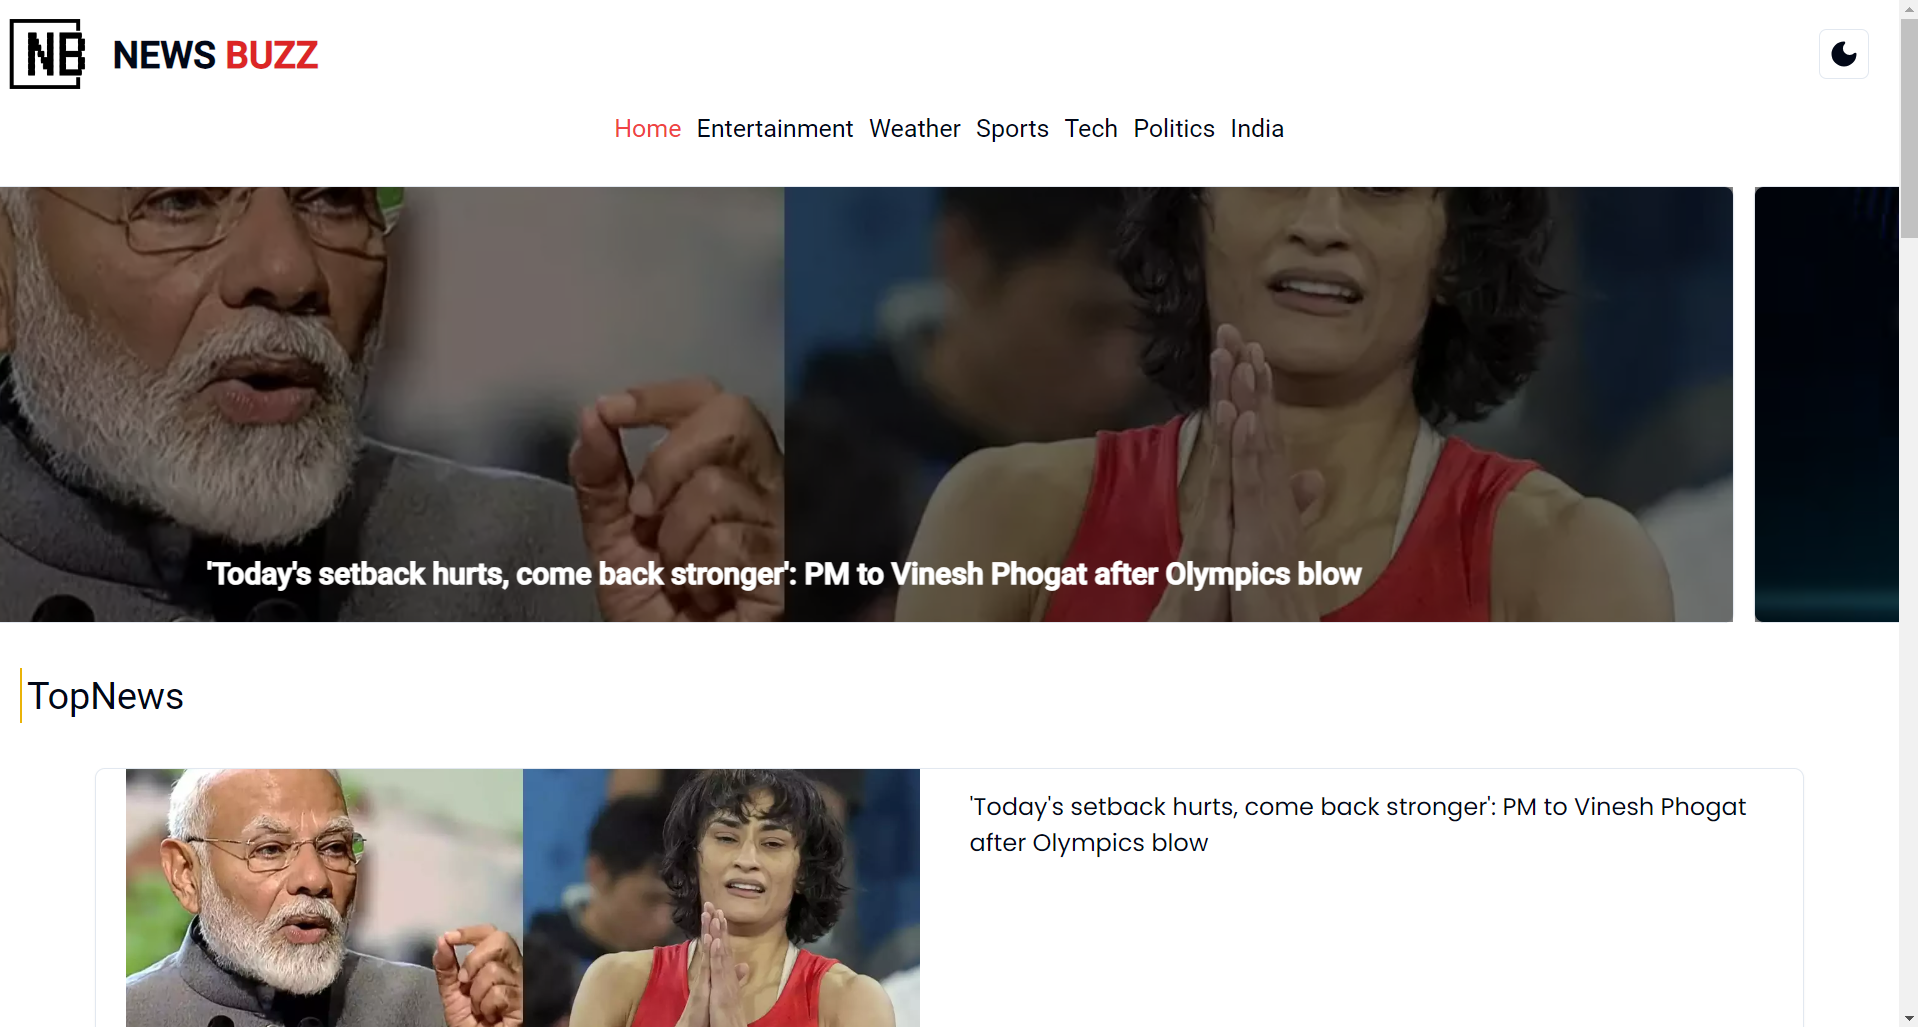 NB
NEWS BUZZ
Home Entertainment Weather Sports Tech Politics India
'Today's setback hurts, come back stronger': PM to Vinesh Phogat after Olympics blow
TopNews
'Today's setback hurts, come back stronger': PM to Vinesh Phogat
after Olympics blow